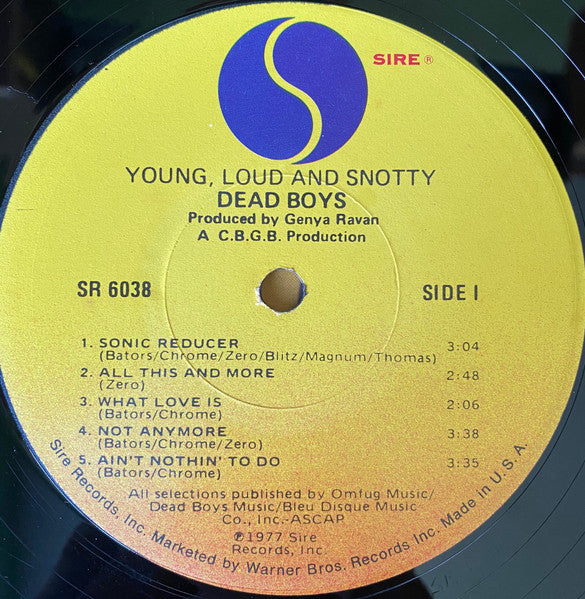 SIRE ®
YOUNG, LOUD AND SNOTTY
DEAD BOYS
Produced by Genya Ravan
A C.B.G.B. Production
SR 6038
SIDE I
1. SONIC REDUCER 3:04
(Bators/Chrome/Zero/Blitz/Magnum/Thomas)
2. ALL THIS AND MORE 2:48
(Zero)
3. WHAT LOVE IS 2:06
(Bators/Chrome)
4. NOT ANYMORE 3:38
(Bators/Chrome/Zero)
5. AIN'T NOTHIN' TO DO 3:35
(Bators/Chrome)
All selections published by Omfug Music/
Dead Boys Music/Bleu Disque Music
Co., Inc.-ASCAP
℗1977 Sire
Records, Inc.
Sire Records, Inc. Marketed by Warner Bros. Records Inc. Made in U.S.A.